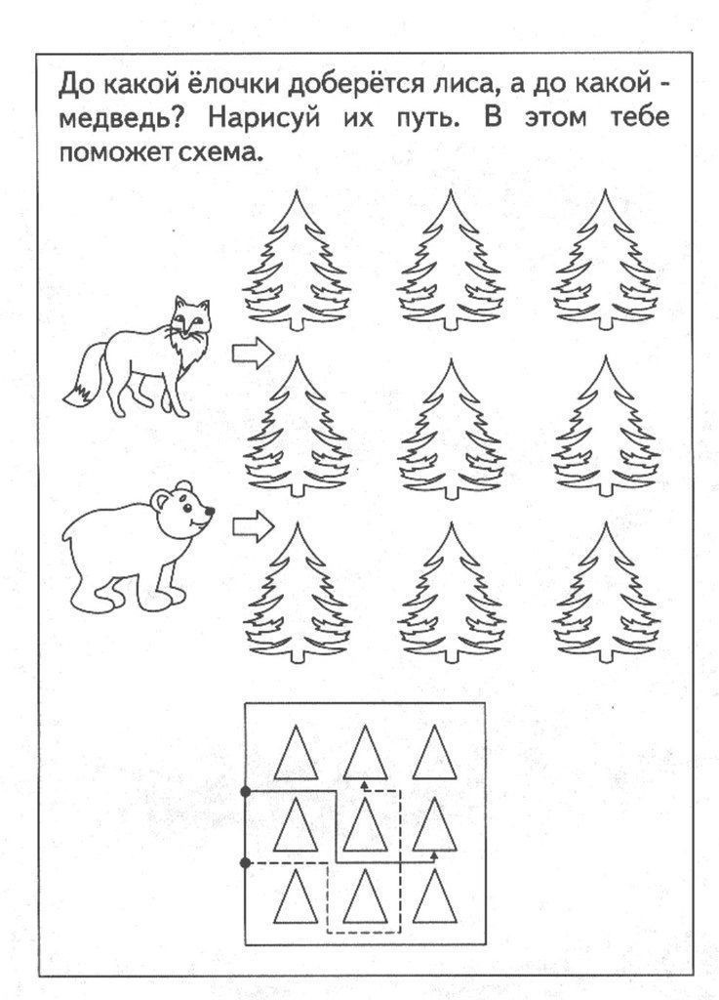 До какой ёлочки доберётся лиса, а до какой -
медведь? Нарисуй их путь. В этом тебе
поможет схема.